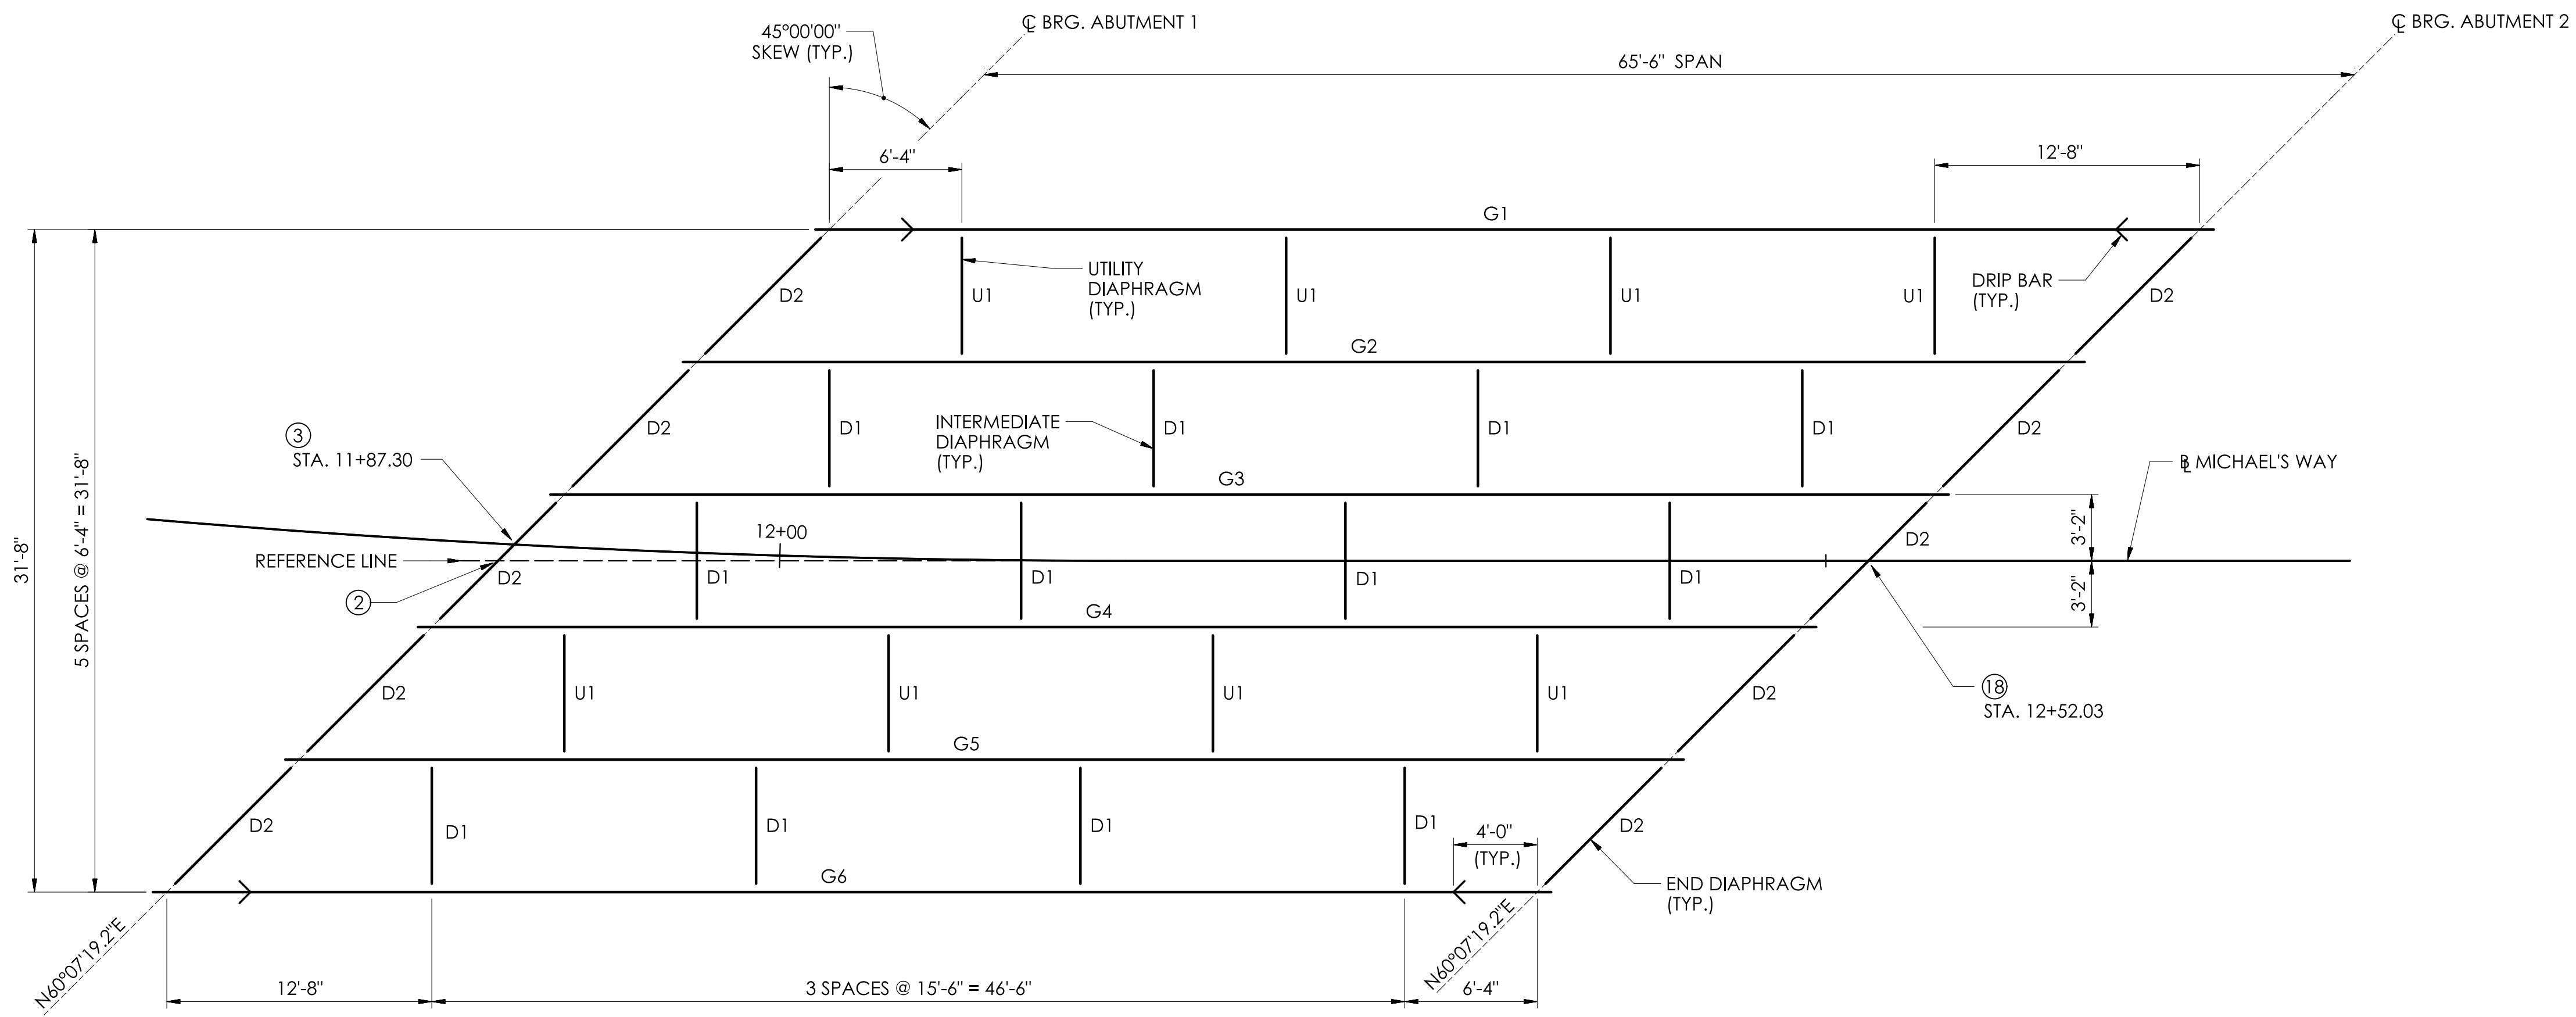 ℄ BRG. ABUTMENT 1
℄ BRG. ABUTMENT 2
45°00'00"
SKEW (TYP.)
65'-6" SPAN
6'-4"
12'-8"
G1
UTILITY
DIAPHRAGM
(TYP.)
DRIP BAR
(TYP.)
D2
U1
U1
U1
U1
D2
G2
INTERMEDIATE
DIAPHRAGM
(TYP.)
D2
D1
D1
D1
D1
D2
3
STA. 11+87.30
BL MICHAEL'S WAY
G3
31'-8"
5 SPACES @ 6'-4" = 31'-8"
12+00
3'-2"
REFERENCE LINE
D2
D2
D1
D1
D1
D1
2
3'-2"
G4
18
STA. 12+52.03
D2
U1
U1
U1
U1
D2
G5
D2
D1
D1
D1
D1
D2
4'-0"
(TYP.)
G6
END DIAPHRAGM
(TYP.)
N60°07'19.2"E
N60°07'19.2"E
12'-8"
3 SPACES @ 15'-6" = 46'-6"
6'-4"